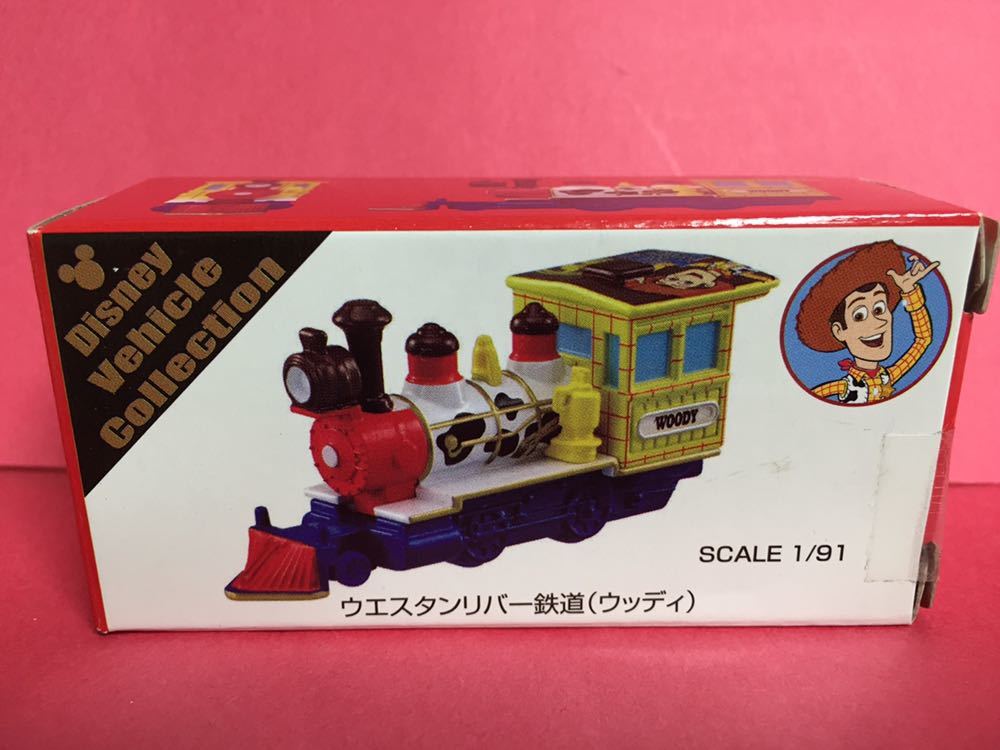 Disney
Vehicle
Collection
WOODY
SCALE 1/91
ウエスタンリバー鉄道(ウッディ)